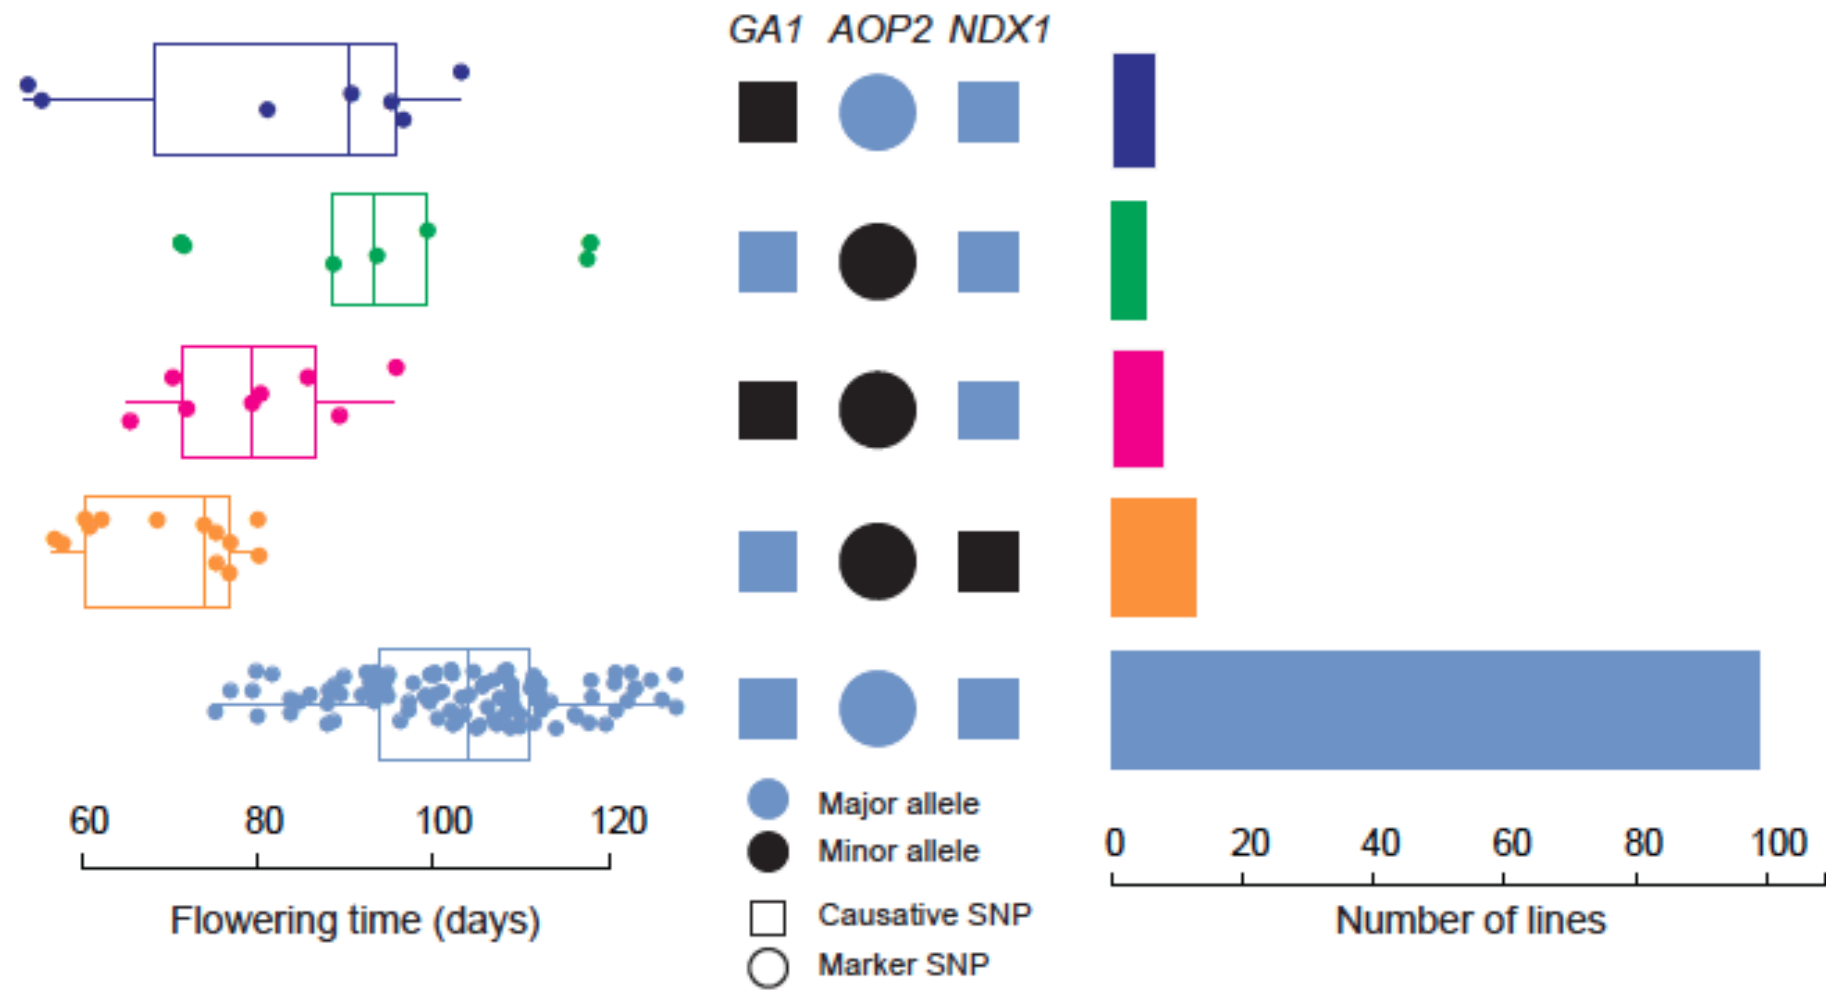 GA1 AOP2 NDX1
60 80 100 120
Flowering time (days)
Major allele
Minor allele
Causative SNP
Marker SNP
0 20 40 60 80 100
Number of lines